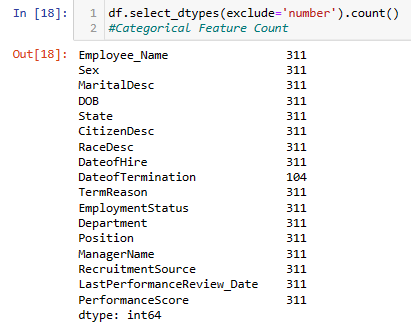 In [18]: 1 df.select_dtypes(exclude='number').count()
2 #Categorical Feature Count
Out[18]: Employee_Name 311
Sex 311
MaritalDesc 311
DOB 311
State 311
CitizenDesc 311
RaceDesc 311
DateofHire 311
DateofTermination 104
TermReason 311
EmploymentStatus 311
Department 311
Position 311
ManagerName 311
RecruitmentSource 311
LastPerformanceReview_Date 311
PerformanceScore 311
dtype: int64